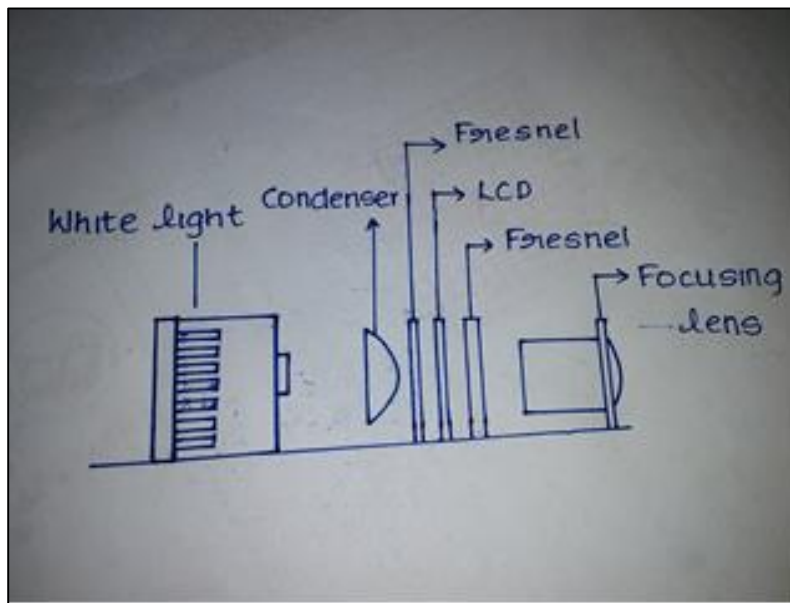 Fresnel
Condenser
LCD
White light
Fresnel
Focusing
lens